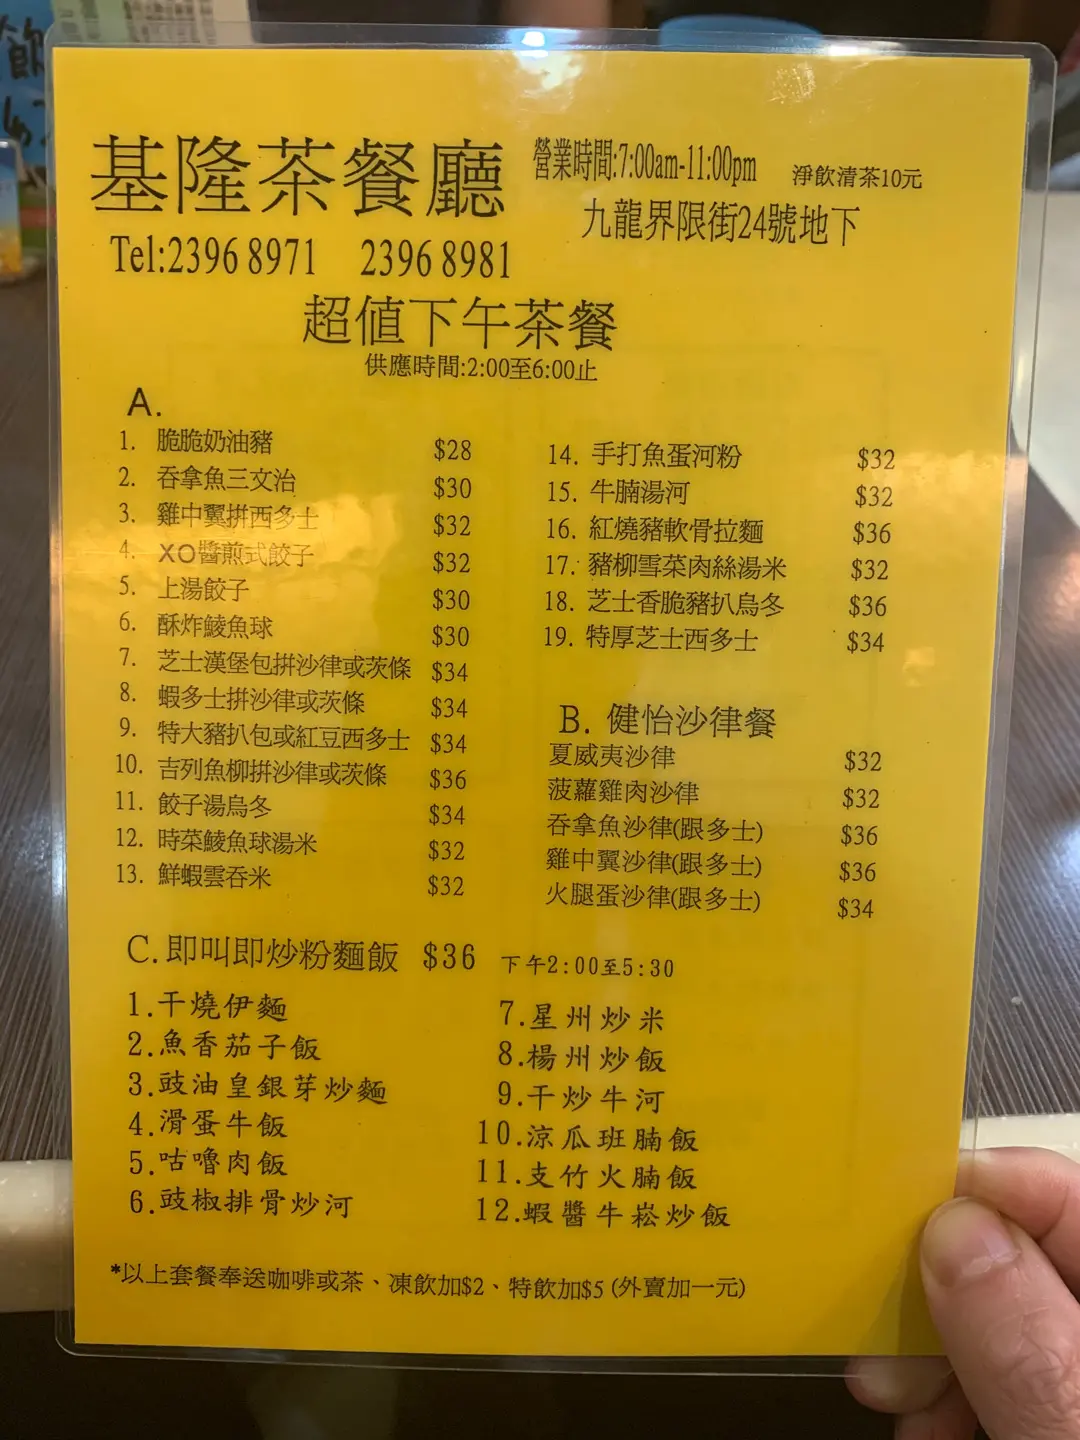 基隆茶餐廳
營業時間:7:00am-11:00pm 淨飲清茶10元
九龍界限街24號地下
Tel:2396 8971 2396 8981
超值下午茶餐
供應時間:2:00至6:00止
A.
1. 脆脆奶油豬 $28
2. 吞拿魚三文治 $30
3. 雞中翼拼西多士 $32
4. XO醬煎式餃子 $32
5. 上湯餃子 $30
6. 酥炸鯪魚球 $30
7. 芝士漢堡包拼沙律或茨條 $34
8. 蝦多士拼沙律或茨條 $34
9. 特大豬扒包或紅豆西多士 $34
10. 吉列魚柳拼沙律或茨條 $36
11. 餃子湯烏冬 $34
12. 時菜鯪魚球湯米 $32
13. 鮮蝦雲吞米 $32
14. 手打魚蛋河粉 $32
15. 牛腩湯河 $32
16. 紅燒豬軟骨拉麵 $36
17. 豬柳雪菜肉絲湯米 $32
18. 芝士香脆豬扒烏冬 $36
19. 特厚芝士西多士 $34
B. 健怡沙律餐
夏威夷沙律 $32
菠蘿雞肉沙律 $32
吞拿魚沙律(跟多士) $36
雞中翼沙律(跟多士) $36
火腿蛋沙律(跟多士) $34
C.即叫即炒粉麵飯 $36 下午2:00至5:30
1.干燒伊麵
2.魚香茄子飯
3.豉油皇銀芽炒麵
4.滑蛋牛飯
5.咕嚕肉飯
6.豉椒排骨炒河
7.星州炒米
8.楊州炒飯
9.干炒牛河
10.涼瓜班腩飯
11.支竹火腩飯
12.蝦醬牛崧炒飯
*以上套餐奉送咖啡或茶、凍飲加$2、特飲加$5 (外賣加一元)